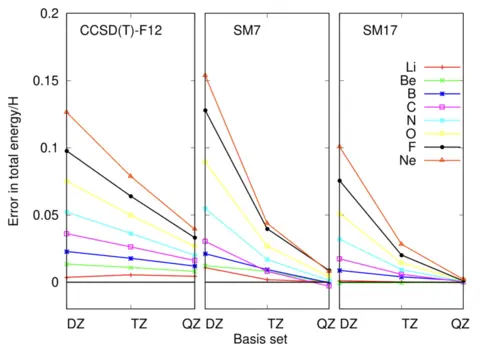 0.2
CCSD(T)-F12
SM7
SM17
Li
Be
B
C
N
O
F
Ne
0.15
0.1
0.05
0
Error in total energy/H
DZ
TZ
QZ
DZ
TZ
QZ
DZ
TZ
QZ
Basis set